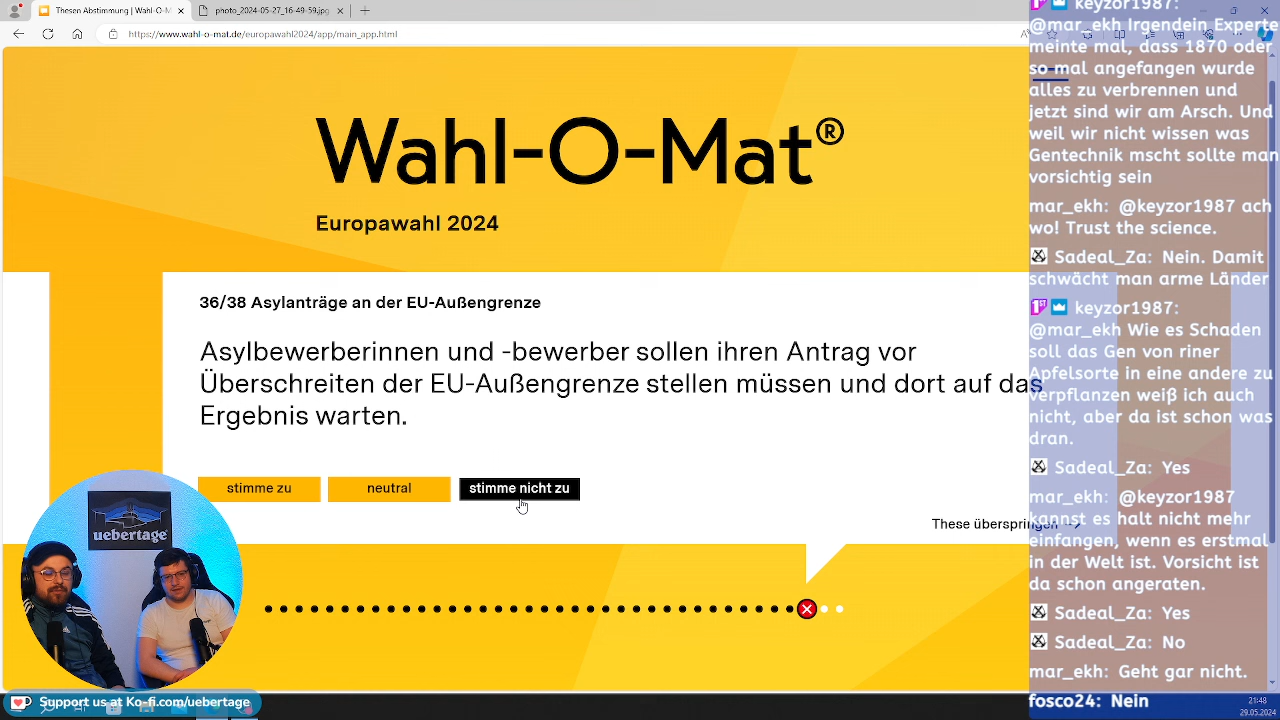 Thesen Abstimmung | Wahl-O-M
photo_2024-05-27_16-49-59.jpg
https://www.wahl-o-mat.de/europawahl2024/app/main_app.html
Wahl-O-Mat®
Europawahl 2024
36/38 Asylanträge an der EU-Außengrenze
Asylbewerberinnen und -bewerber sollen ihren Antrag vor
Überschreiten der EU-Außengrenze stellen müssen und dort auf das
Ergebnis warten.
stimme zu
neutral
stimme nicht zu
These überspringen
uebertage
Support us at Ko-fi.com/uebertage
keyzor1987:
@mar_ekh Irgendein Experte
meinte mal, dass 1870 oder
so mal angefangen wurde
alles zu verbrennen und
jetzt sind wir am Arsch. Und
weil wir nicht wissen was
Gentechnik mscht sollte man
vorsichtig sein
mar_ekh: @keyzor1987 ach
wo! Trust the science.
Sadeal_Za: Nein. Damit
schwächt man arme Länder
keyzor1987:
@mar_ekh Wie es Schaden
soll das Gen von riner
Apfelsorte in eine andere zu
verpflanzen weiß ich auch
nicht, aber da ist schon was
dran.
Sadeal_Za: Yes
mar_ekh: @keyzor1987
kannst es halt nicht mehr
einfangen, wenn es erstmal
in der Welt ist. Vorsicht ist
da schon angeraten.
Sadeal_Za: Yes
Sadeal_Za: No
mar_ekh: Geht gar nicht.
fosco24: Nein
21:48
29.05.2024